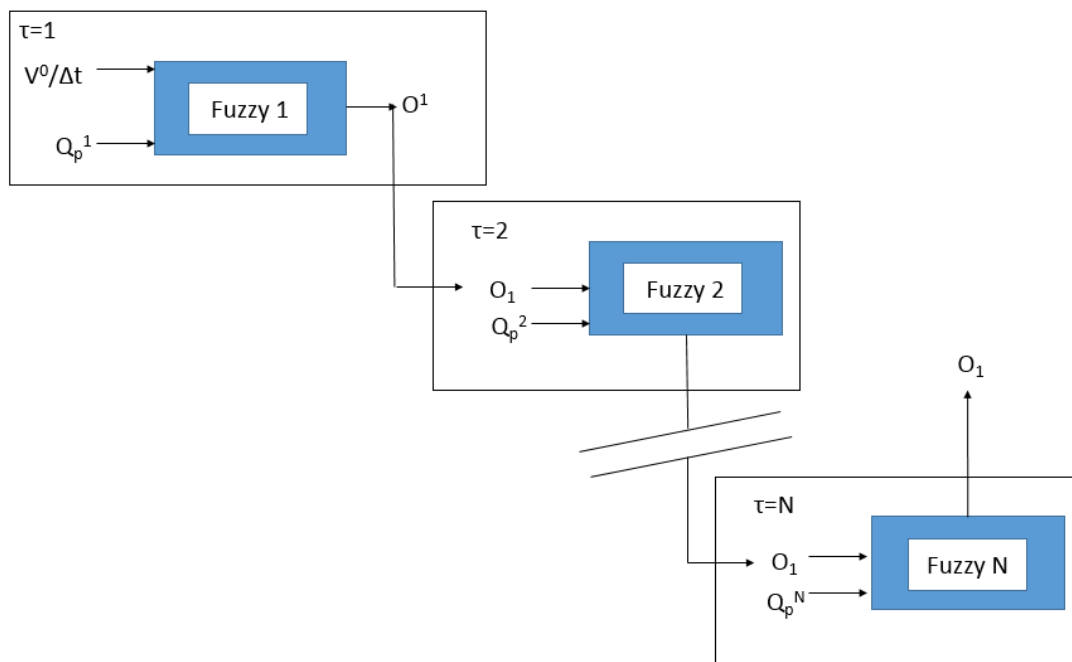 τ=1
V⁰/Δt
Fuzzy 1
O¹
Qₚ¹
τ=2
O₁
Fuzzy 2
Qₚ²
O₁
τ=N
O₁
Fuzzy N
Qₚᴺ